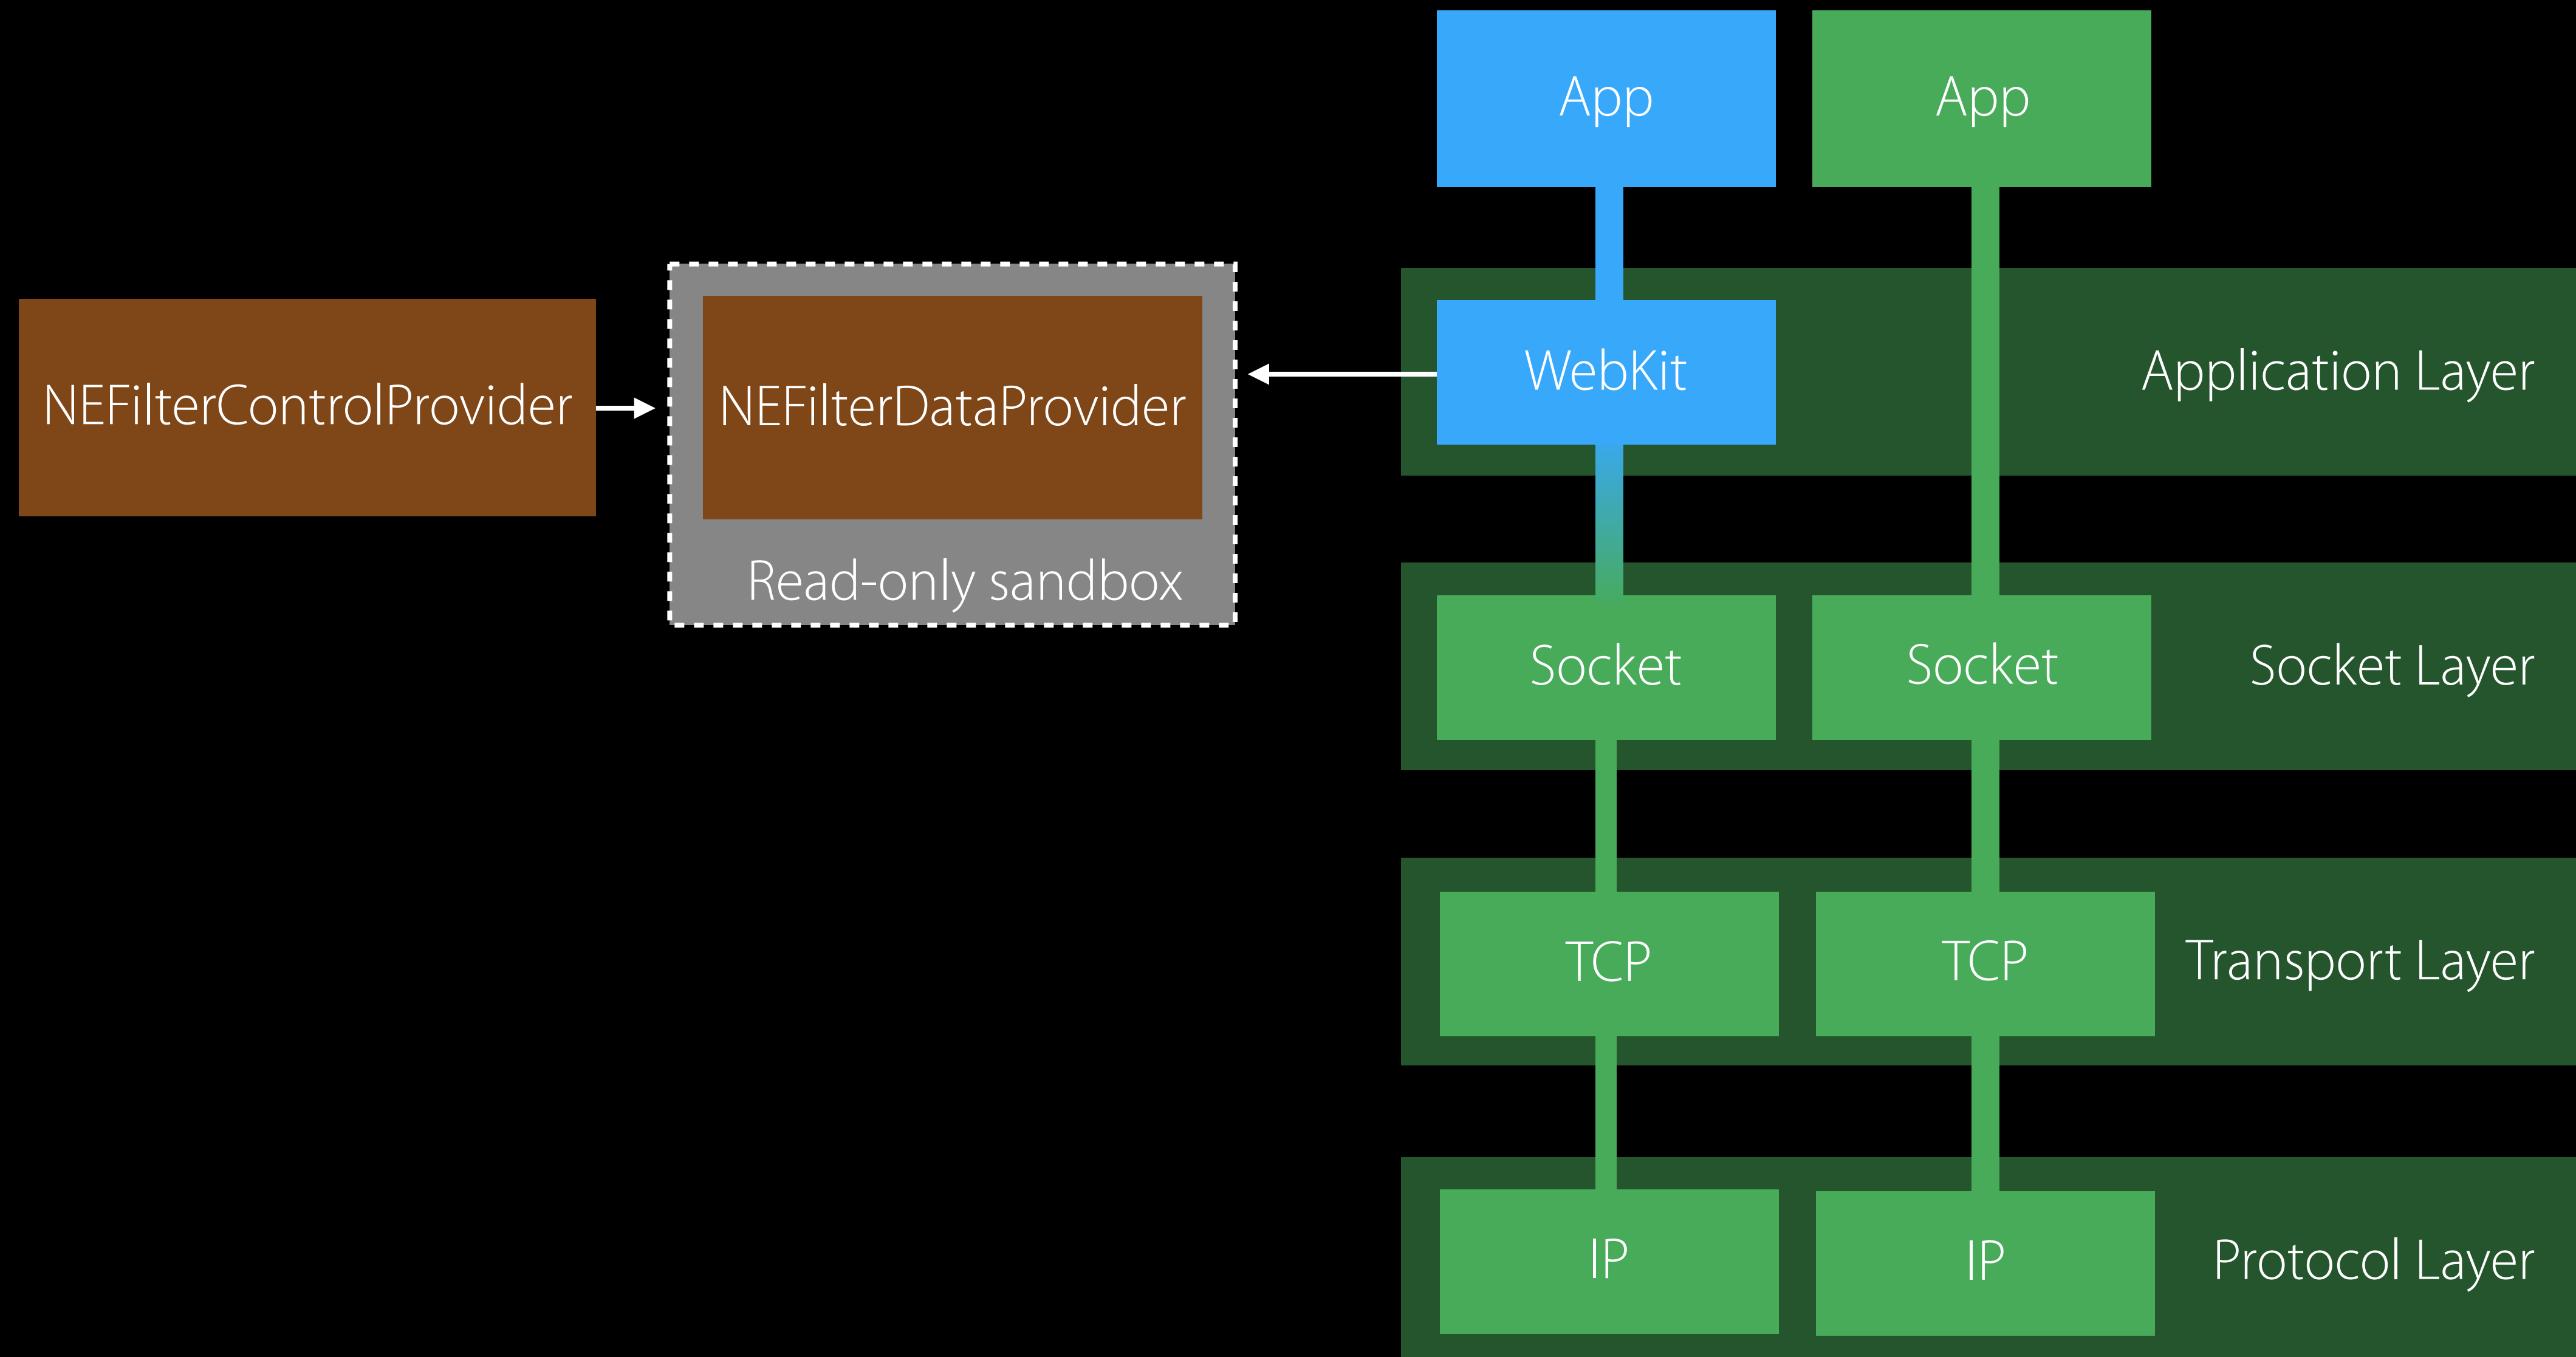 App
App
NEFilterControlProvider
NEFilterDataProvider
Read-only sandbox
WebKit
Application Layer
Socket
Socket
Socket Layer
TCP
TCP
Transport Layer
IP
IP
Protocol Layer